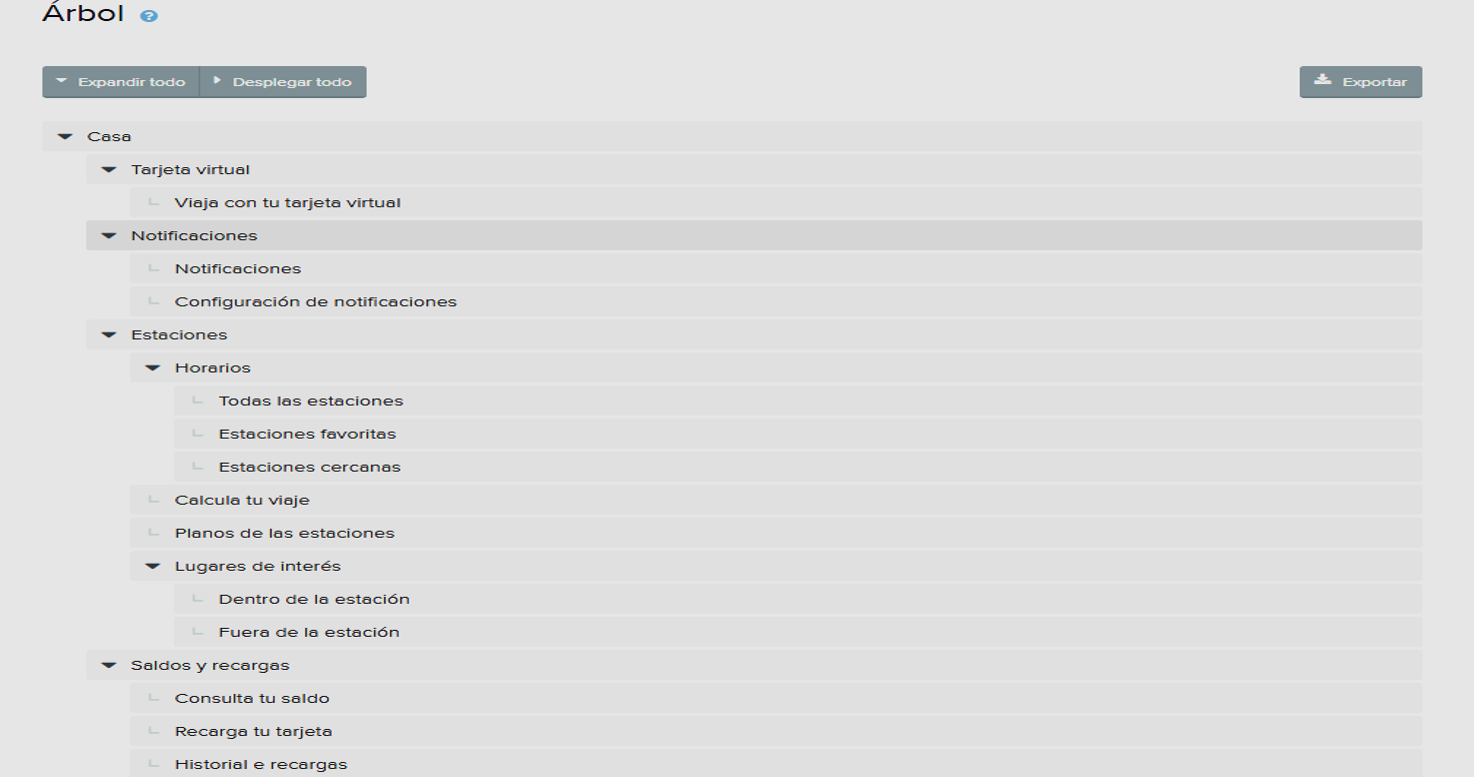 Árbol
Expandir todo Desplegar todo Exportar
Casa
Tarjeta virtual
Viaja con tu tarjeta virtual
Notificaciones
Notificaciones
Configuración de notificaciones
Estaciones
Horarios
Todas las estaciones
Estaciones favoritas
Estaciones cercanas
Calcula tu viaje
Planos de las estaciones
Lugares de interés
Dentro de la estación
Fuera de la estación
Saldos y recargas
Consulta tu saldo
Recarga tu tarjeta
Historial e recargas